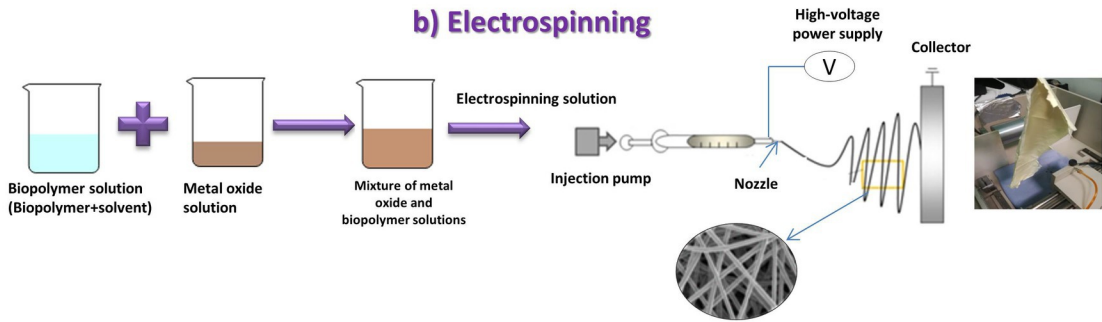 b) Electrospinning
High-voltage
power supply
Collector
V
Electrospinning solution
Injection pump
Nozzle
Biopolymer solution
(Biopolymer+solvent)
Metal oxide
solution
Mixture of metal
oxide and
biopolymer solutions